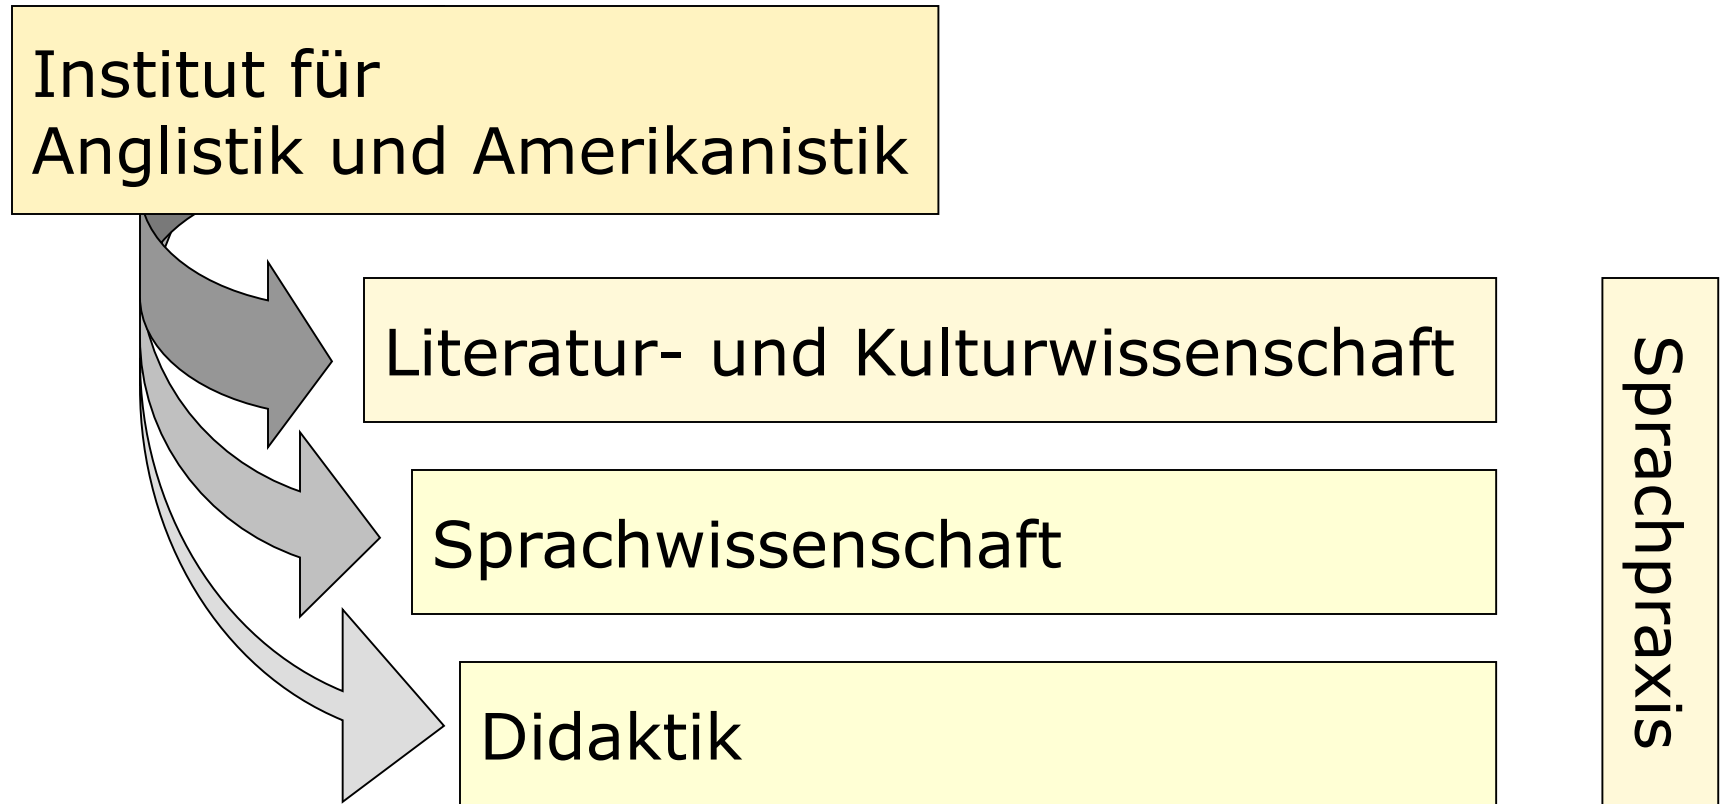 Institut für
Anglistik und Amerikanistik
Literatur- und Kulturwissenschaft
Sprachwissenschaft
Didaktik
Sprachpraxis